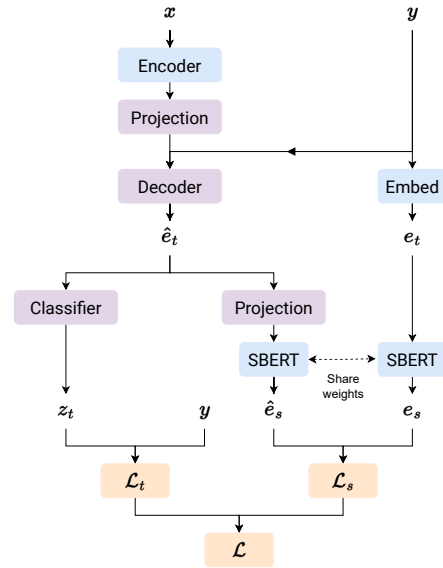 x
y
Encoder
Projection
Decoder
Embed
ê_t
e_t
Classifier
Projection
SBERT
SBERT
Share
weights
z_t
y
ê_s
e_s
ℒ_t
ℒ_s
ℒ